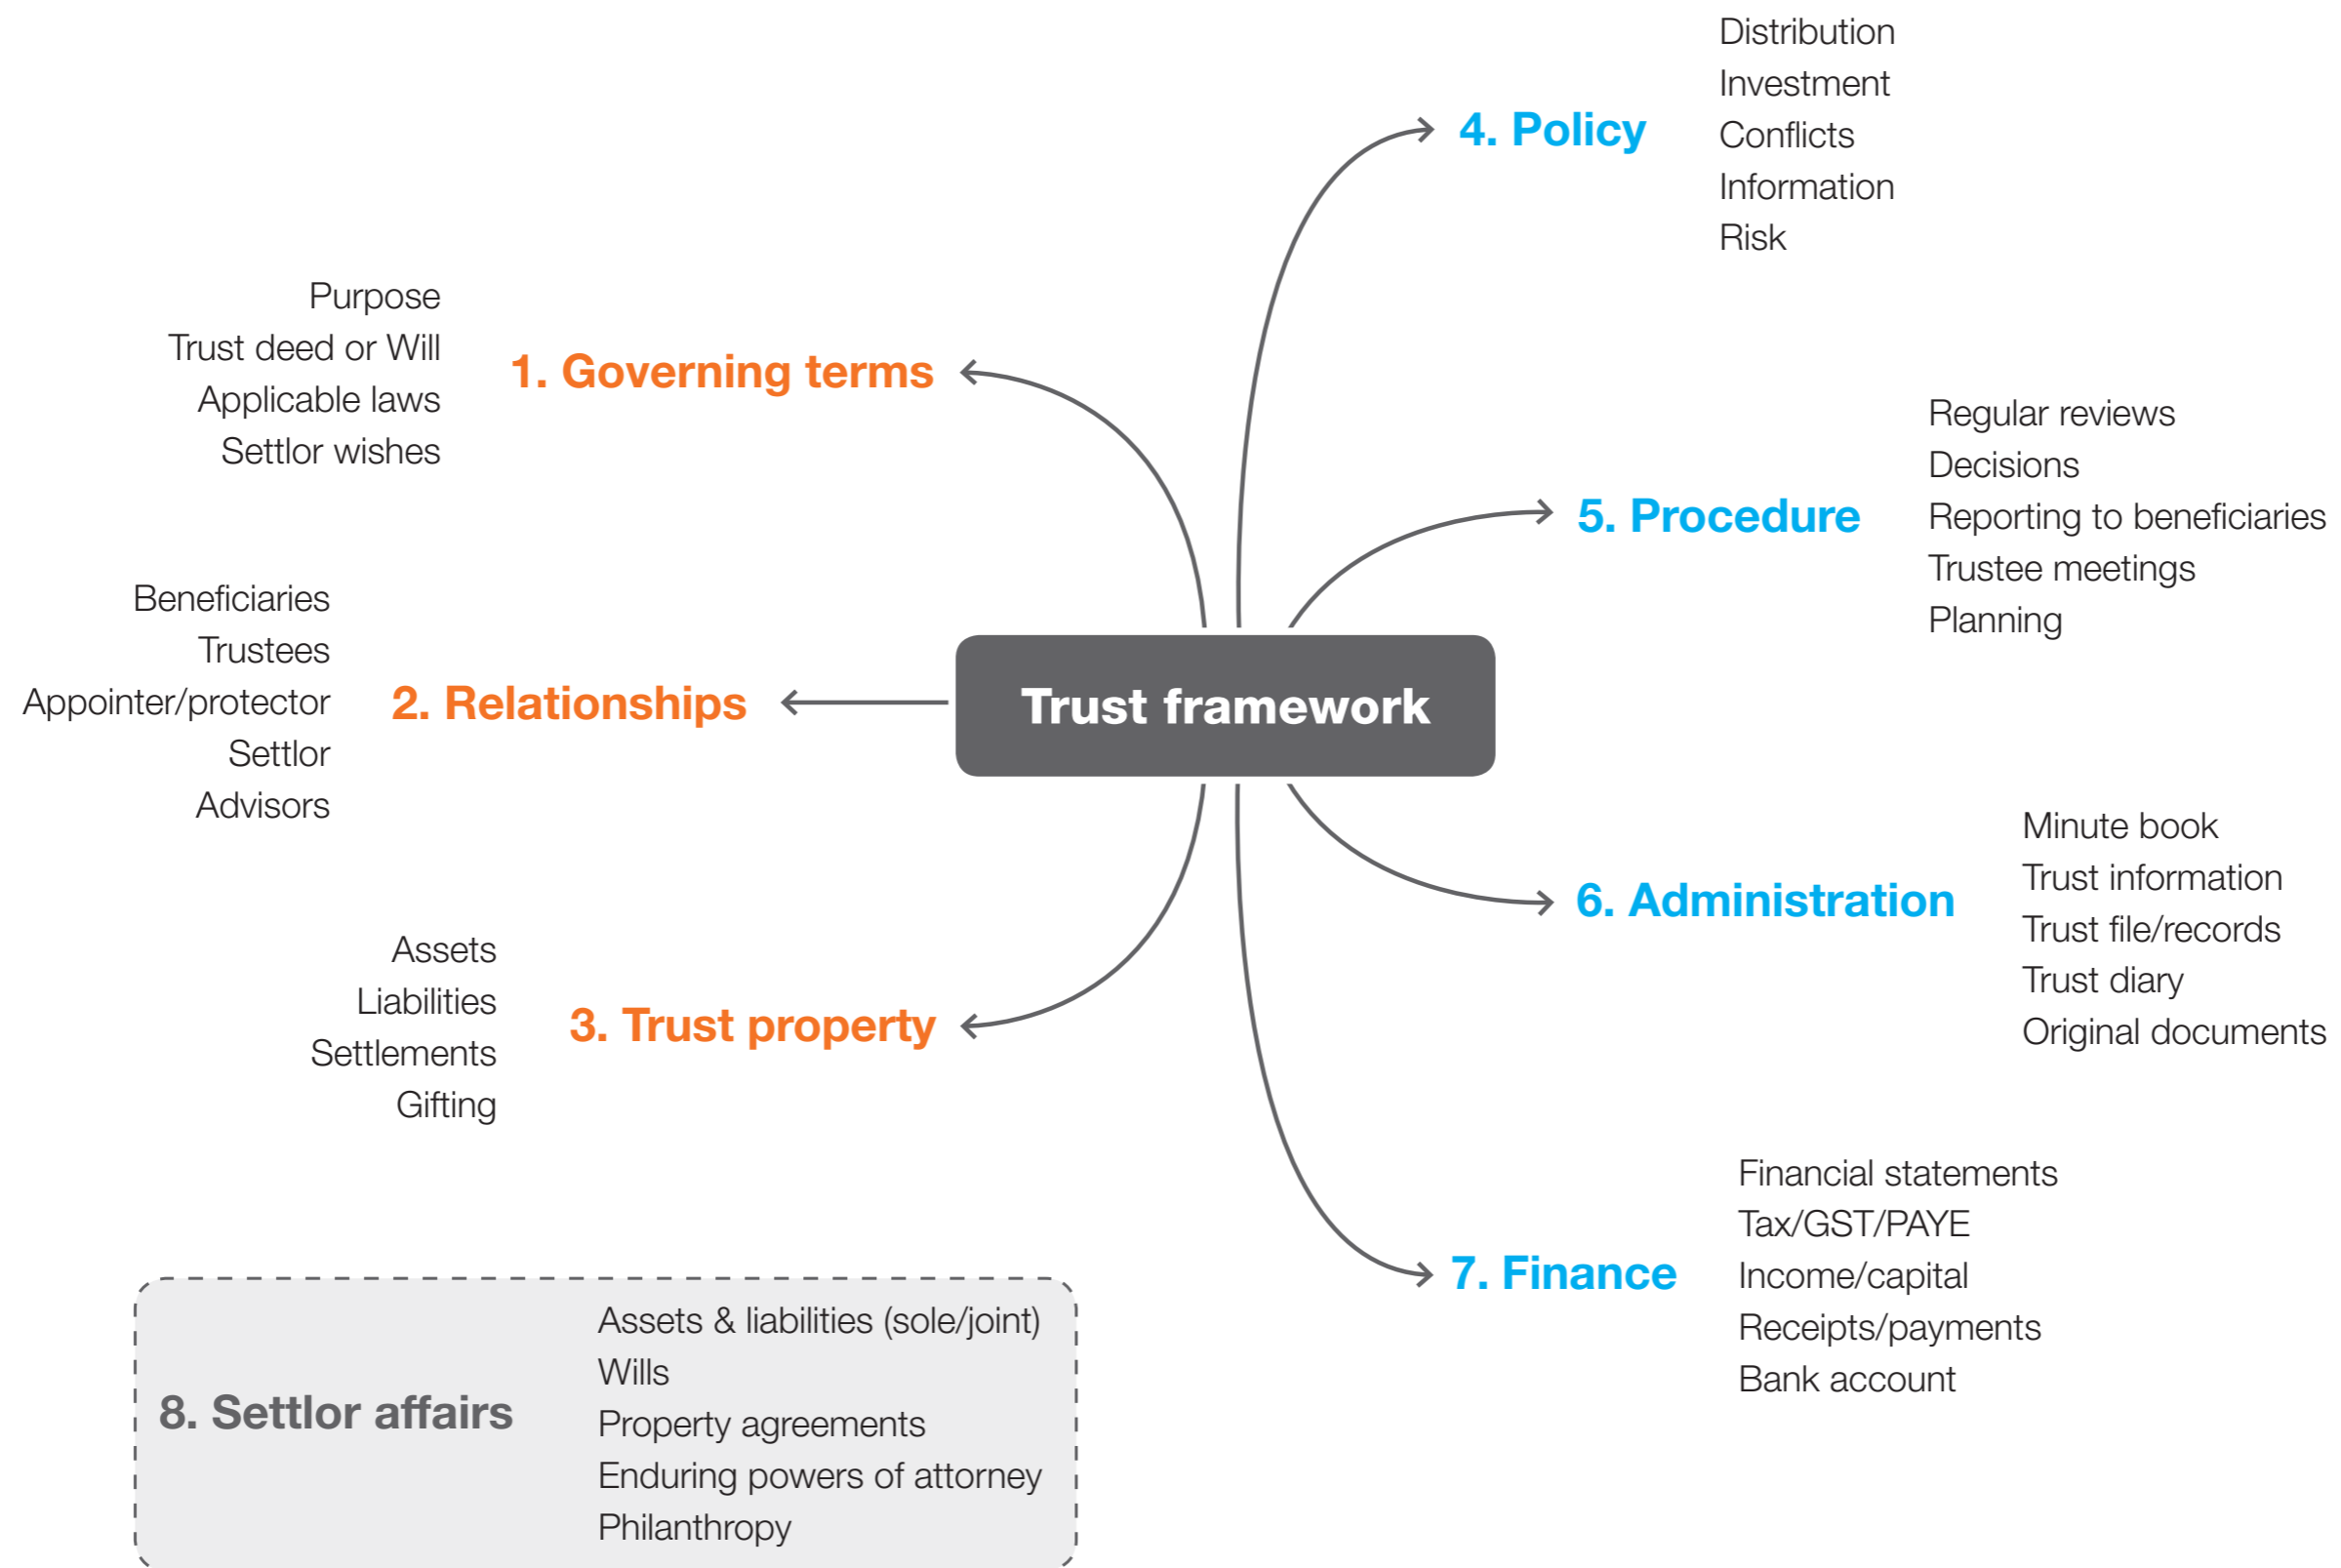 Trust framework
1. Governing terms
Purpose
Trust deed or Will
Applicable laws
Settlor wishes
2. Relationships
Beneficiaries
Trustees
Appointer/protector
Settlor
Advisors
3. Trust property
Assets
Liabilities
Settlements
Gifting
4. Policy
Distribution
Investment
Conflicts
Information
Risk
5. Procedure
Regular reviews
Decisions
Reporting to beneficiaries
Trustee meetings
Planning
6. Administration
Minute book
Trust information
Trust file/records
Trust diary
Original documents
7. Finance
Financial statements
Tax/GST/PAYE
Income/capital
Receipts/payments
Bank account
8. Settlor affairs
Assets & liabilities (sole/joint)
Wills
Property agreements
Enduring powers of attorney
Philanthropy